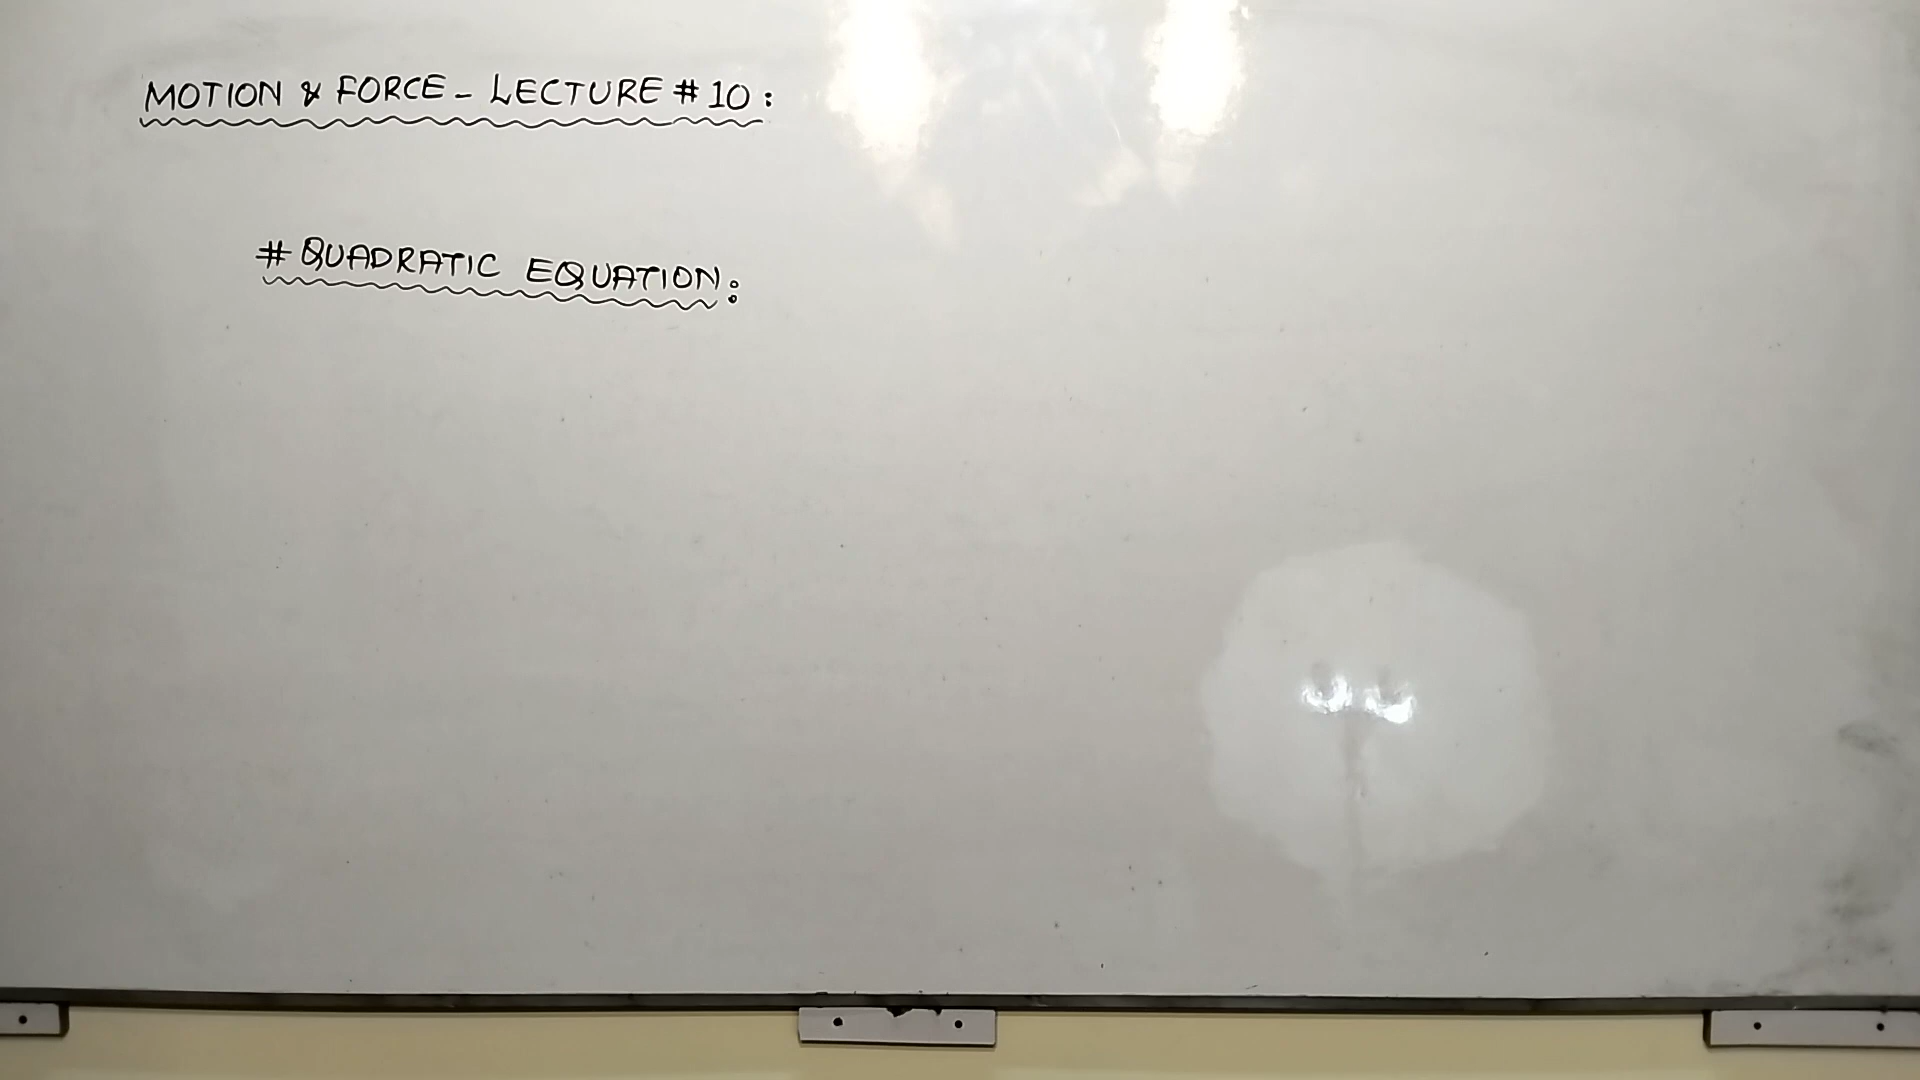 MOTION & FORCE - LECTURE # 10:
# QUADRATIC EQUATION: